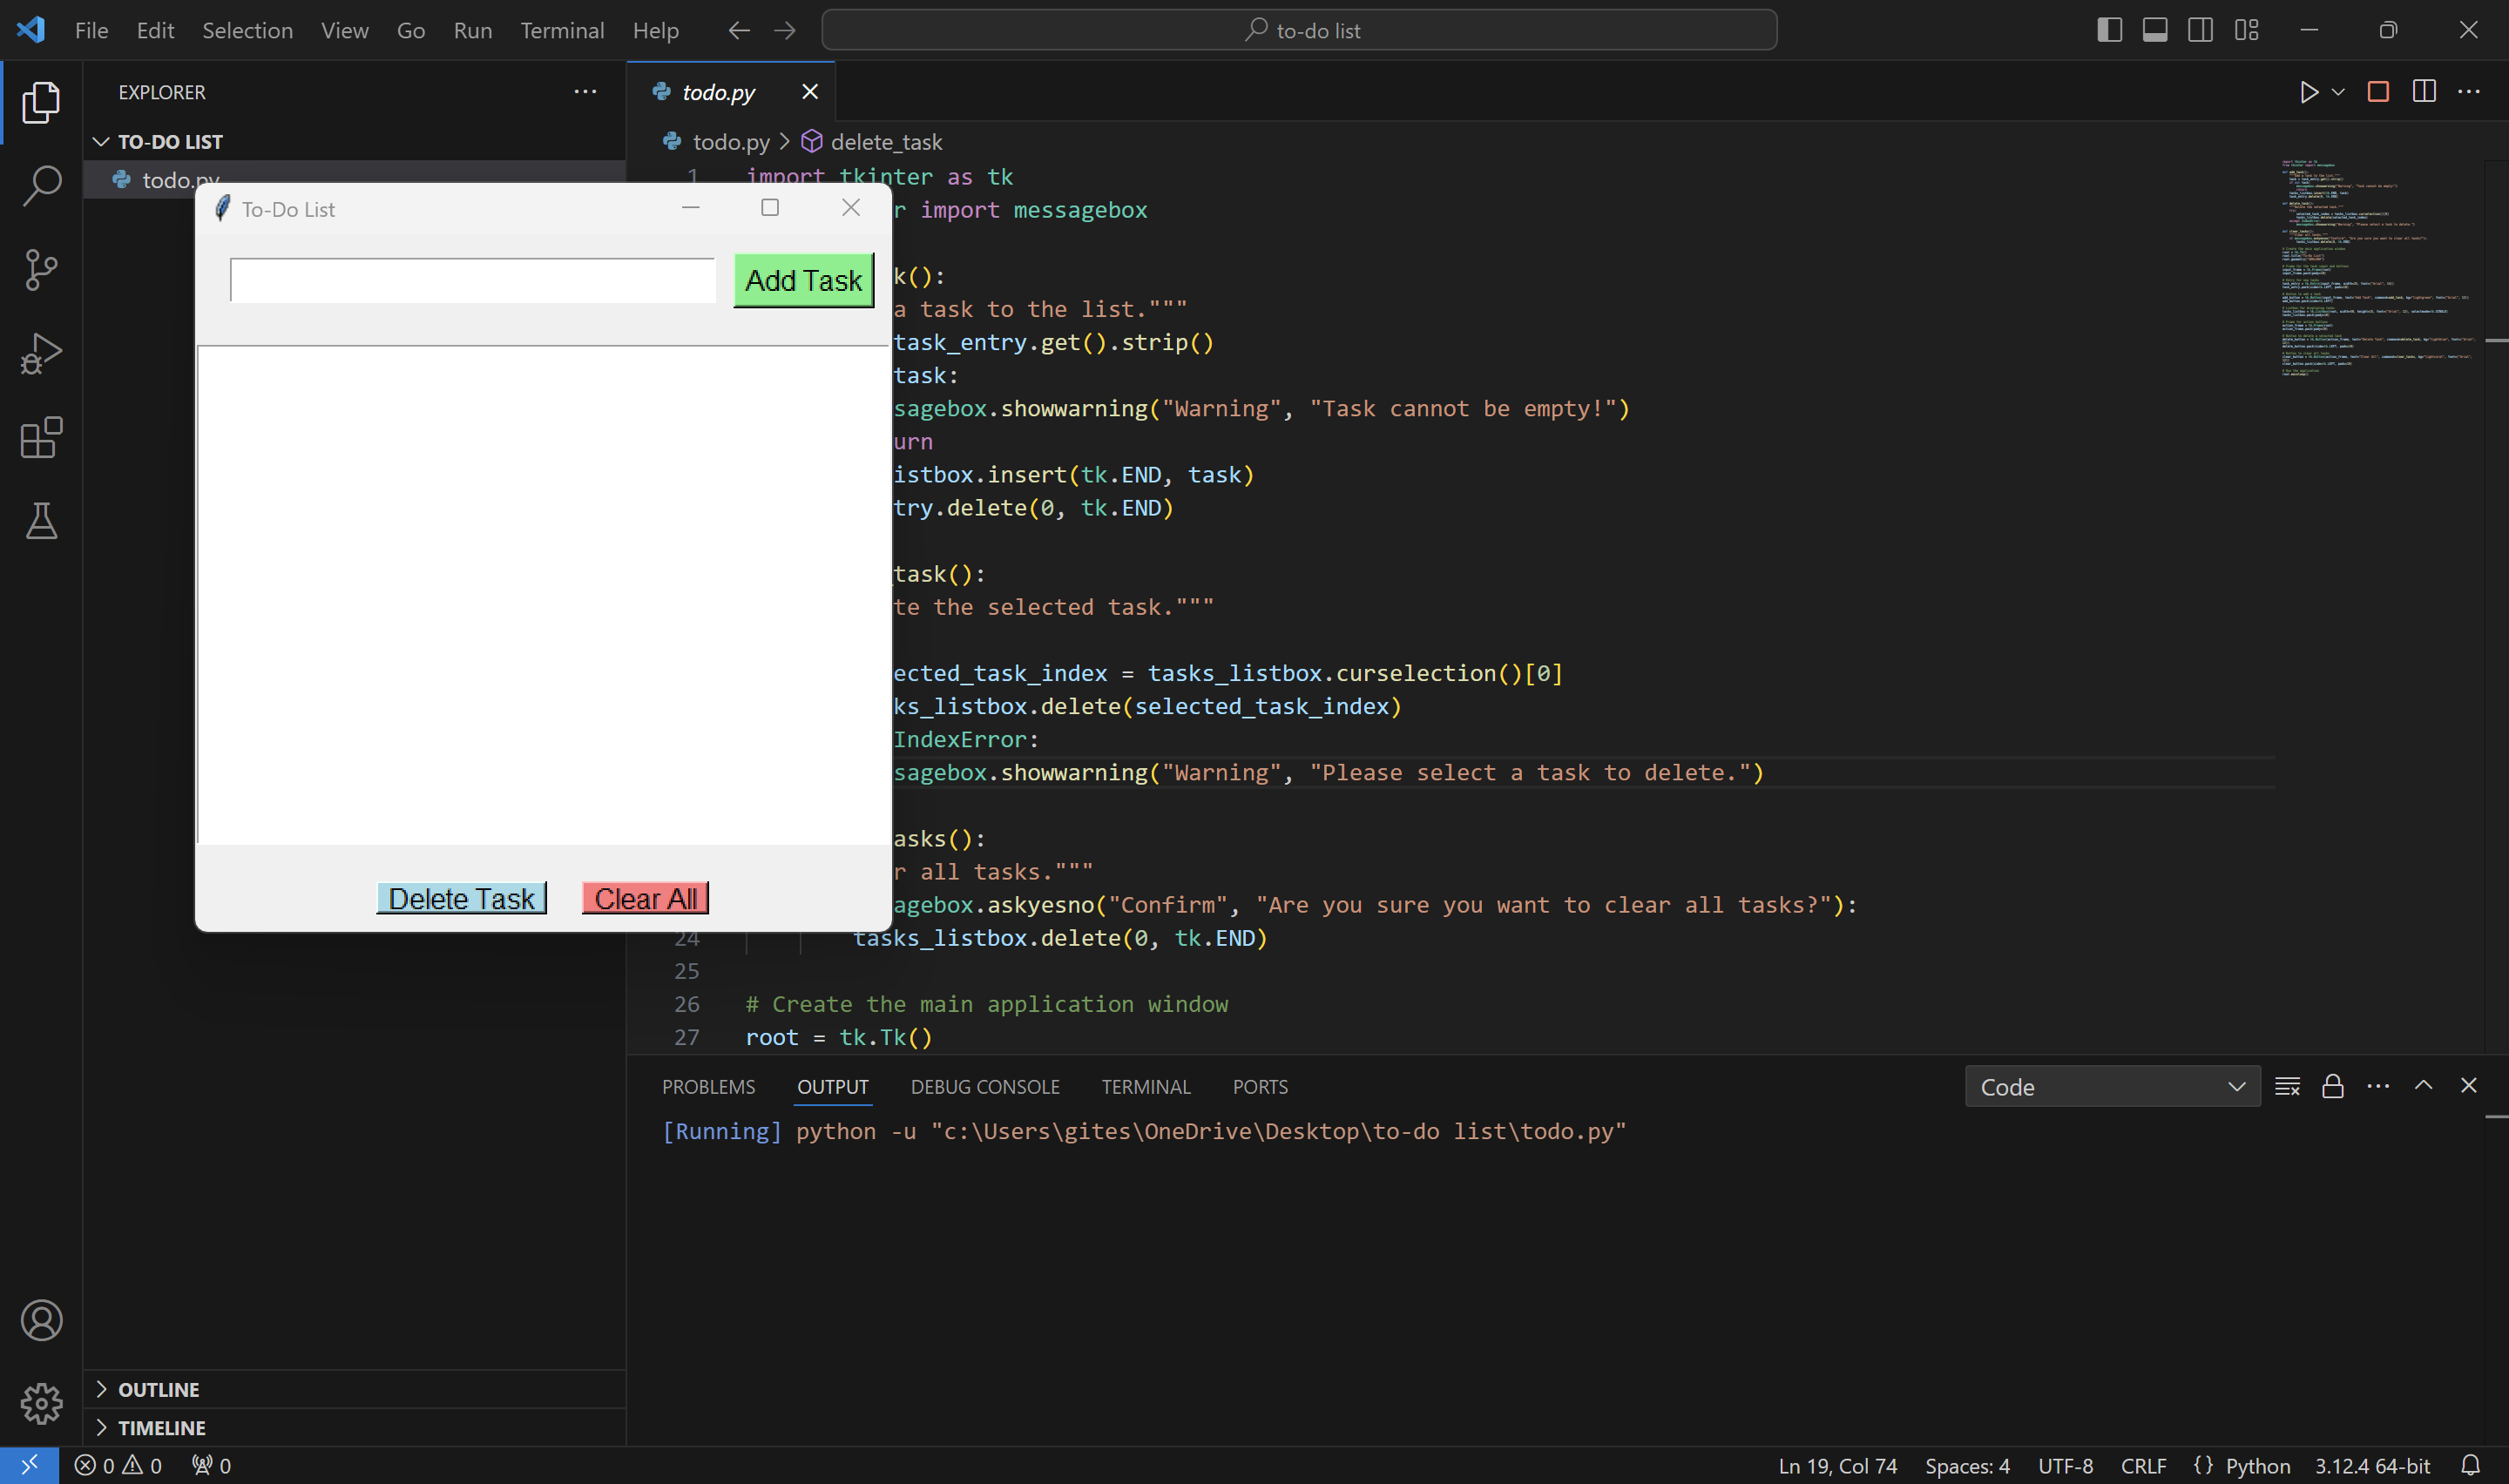 File Edit Selection View Go Run Terminal Help to-do list
EXPLORER
TO-DO LIST
todo.py
todo.py
todo.py > delete_task
To-Do List
Add Task
Delete Task Clear All
1 import tkinter as tk
r import messagebox
k():
a task to the list."""
task_entry.get().strip()
task:
sagebox.showwarning("Warning", "Task cannot be empty!")
urn
istbox.insert(tk.END, task)
try.delete(0, tk.END)
task():
te the selected task."""
ected_task_index = tasks_listbox.curselection()[0]
ks_listbox.delete(selected_task_index)
IndexError:
sagebox.showwarning("Warning", "Please select a task to delete.")
asks():
r all tasks."""
agebox.askyesno("Confirm", "Are you sure you want to clear all tasks?"):
24 tasks_listbox.delete(0, tk.END)
25
26 # Create the main application window
27 root = tk.Tk()
PROBLEMS OUTPUT DEBUG CONSOLE TERMINAL PORTS Code
[Running] python -u "c:\Users\gites\OneDrive\Desktop\to-do list\todo.py"
OUTLINE
TIMELINE
0 0 0 Ln 19, Col 74 Spaces: 4 UTF-8 CRLF {} Python 3.12.4 64-bit